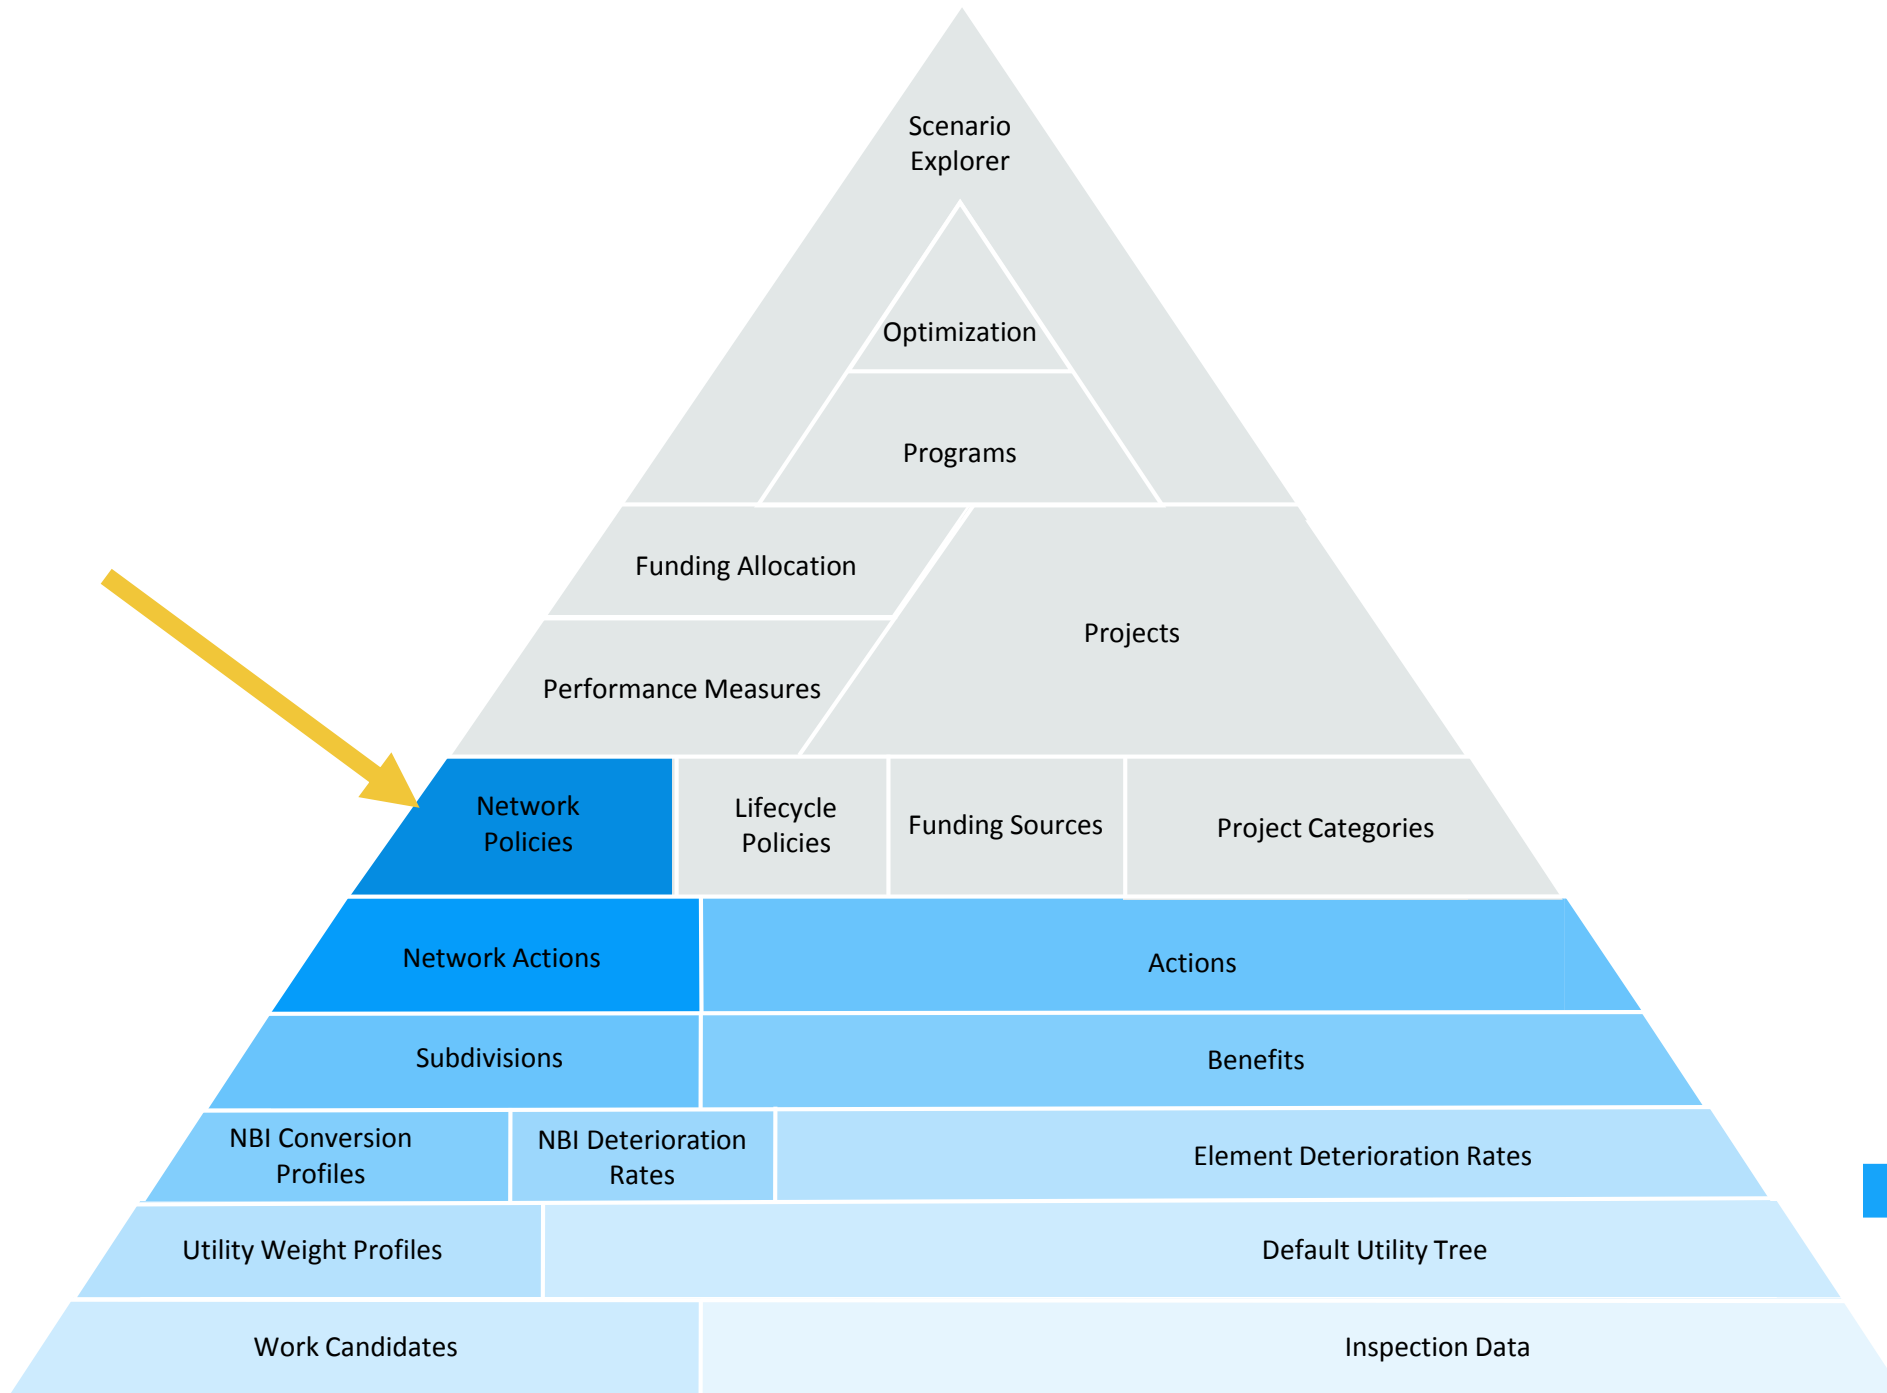 Scenario
Explorer
Optimization
Programs
Funding Allocation
Projects
Performance Measures
Network
Policies
Lifecycle
Policies
Funding Sources
Project Categories
Network Actions
Actions
Subdivisions
Benefits
NBI Conversion
Profiles
NBI Deterioration
Rates
Element Deterioration Rates
Utility Weight Profiles
Default Utility Tree
Work Candidates
Inspection Data